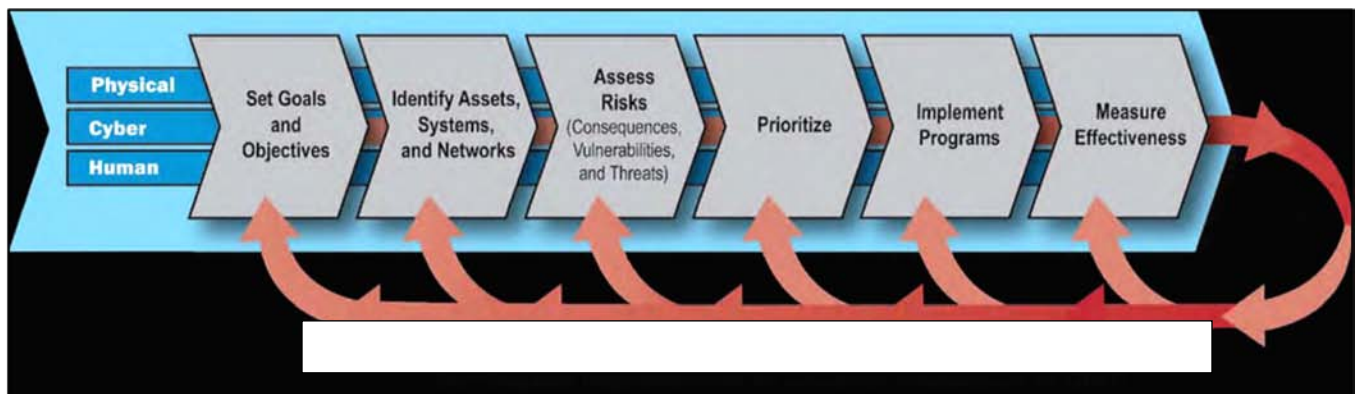 Physical
Cyber
Human
Set Goals
and
Objectives
Identify Assets,
Systems,
and Networks
Assess
Risks
(Consequences,
Vulnerabilities,
and Threats)
Prioritize
Implement
Programs
Measure
Effectiveness